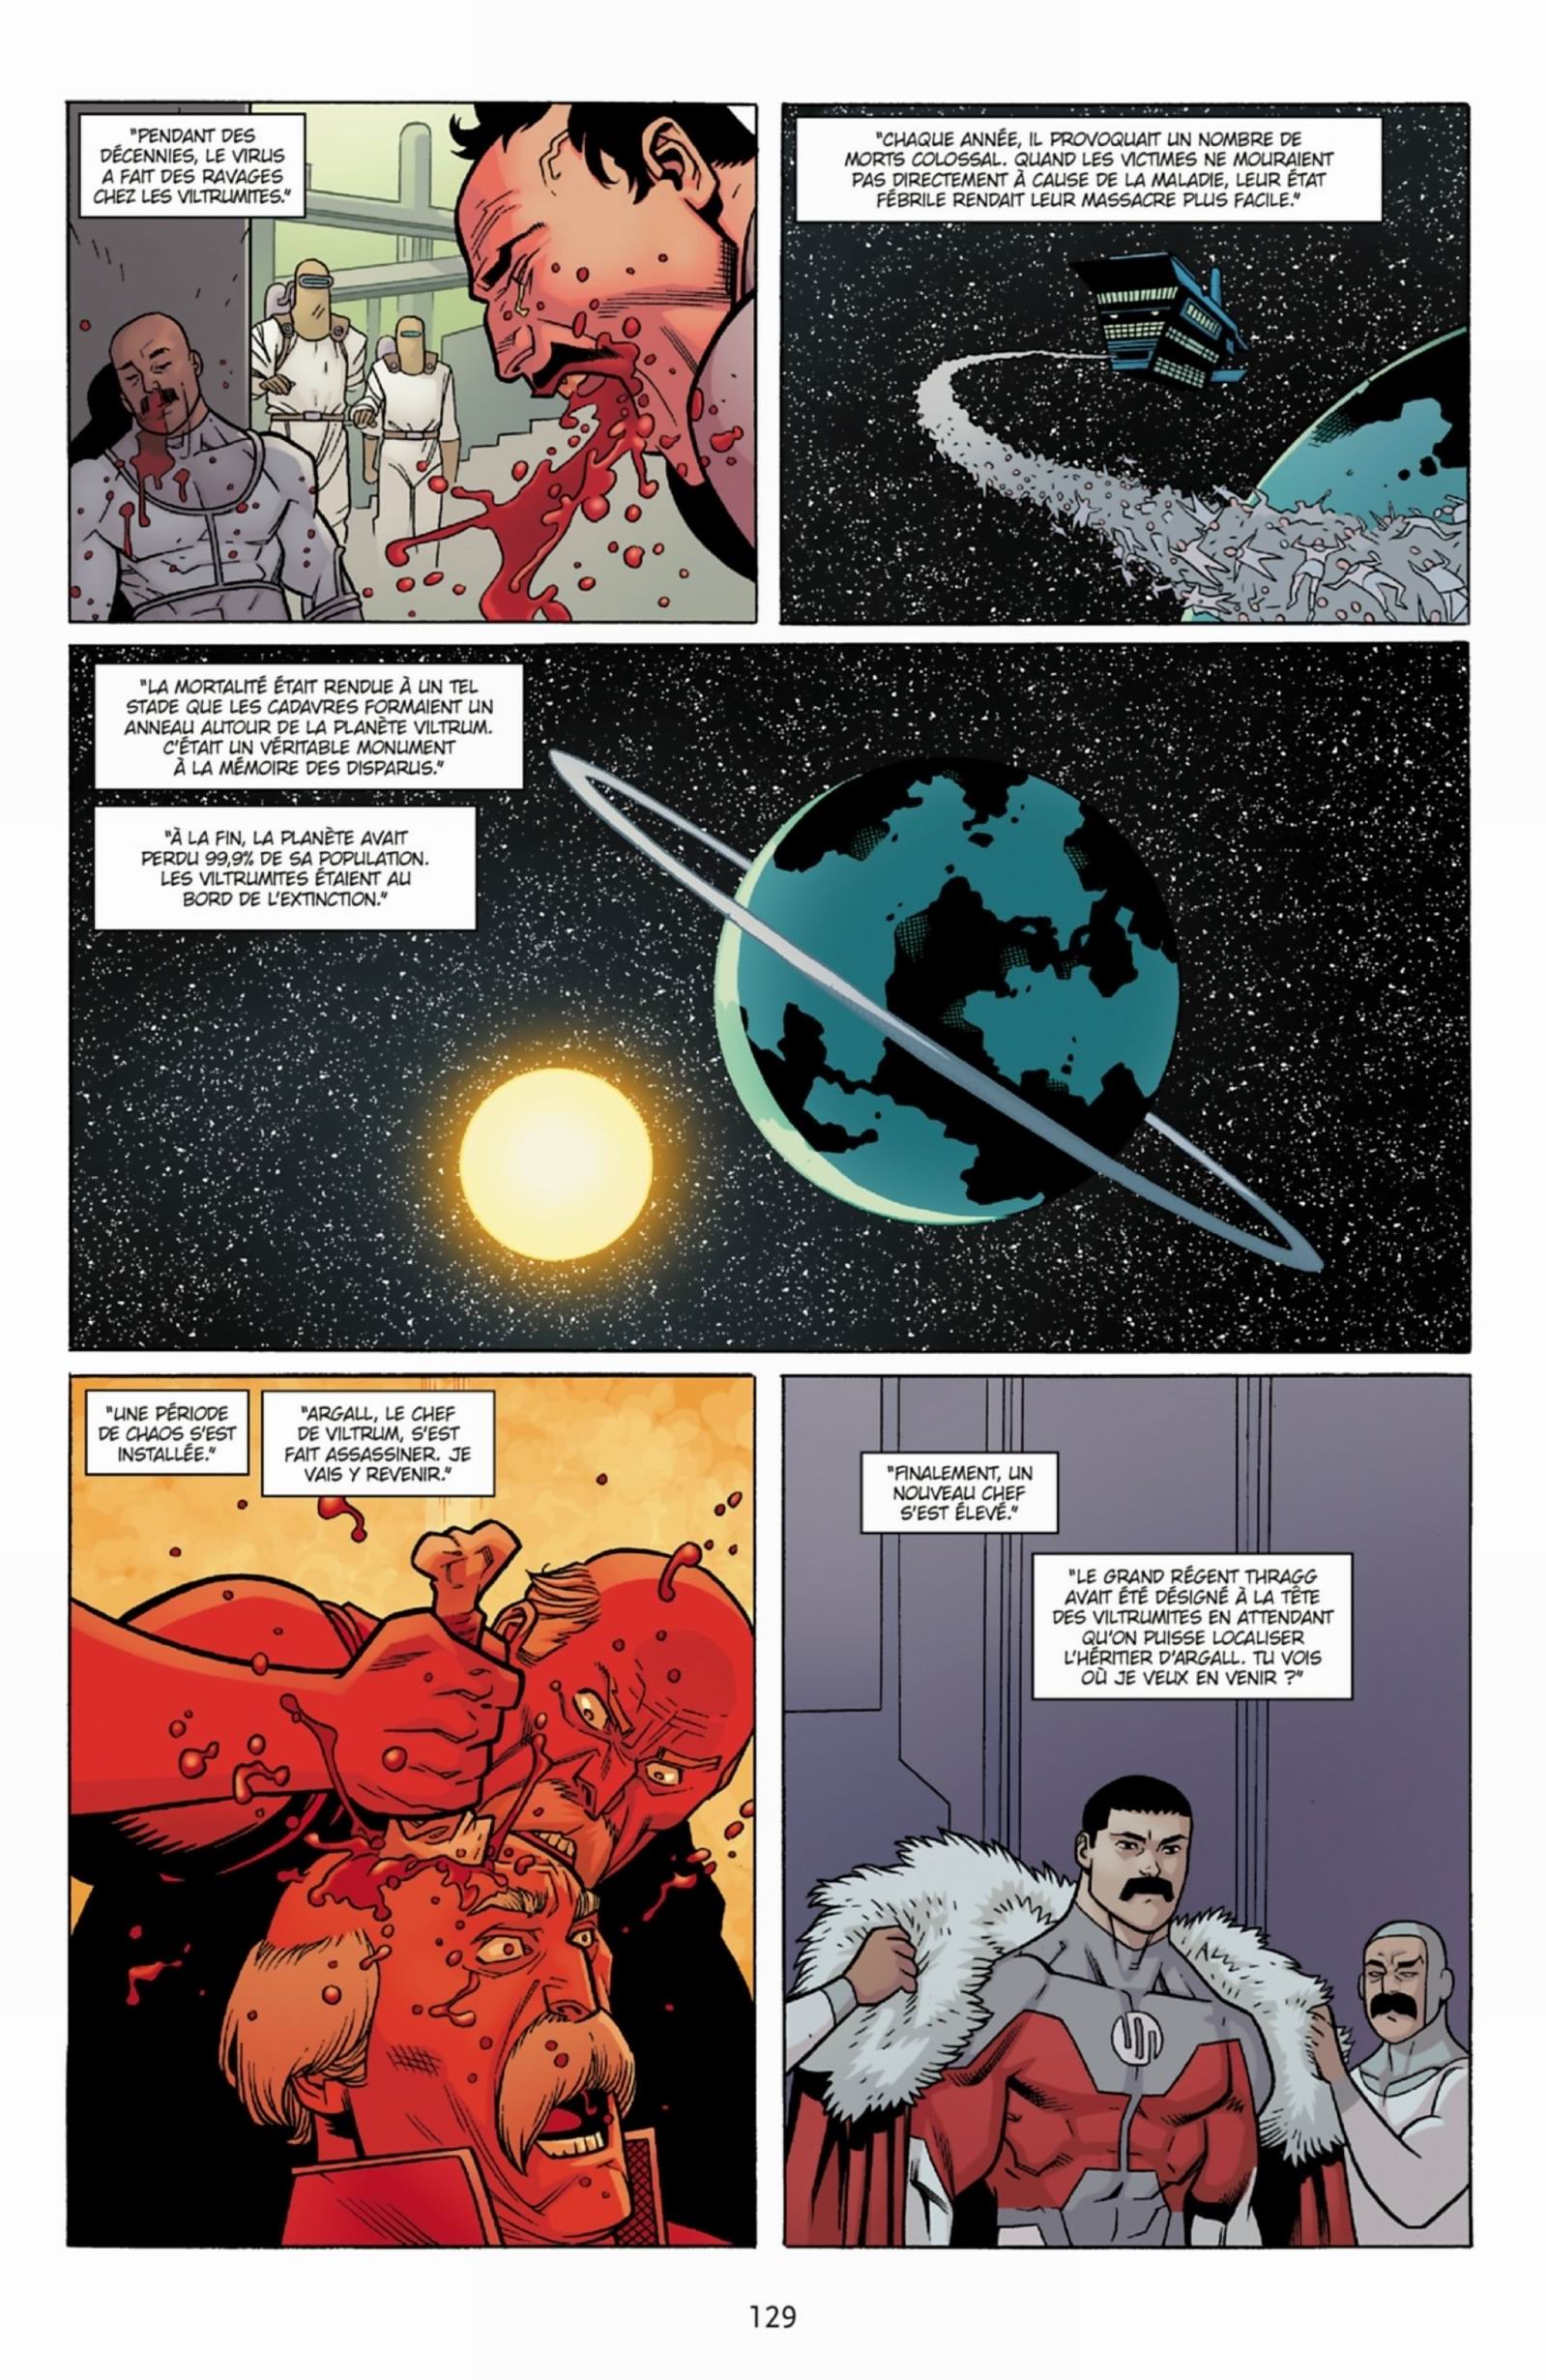 "PENDANT DES
DÉCENNIES, LE VIRUS
A FAIT DES RAVAGES
CHEZ LES VILTRUMITES."
"CHAQUE ANNÉE, IL PROVOQUAIT UN NOMBRE DE
MORTS COLOSSAL. QUAND LES VICTIMES NE MOURAIENT
PAS DIRECTEMENT À CAUSE DE LA MALADIE, LEUR ÉTAT
FÉBRILE RENDAIT LEUR MASSACRE PLUS FACILE."
"LA MORTALITÉ ÉTAIT RENDUE À UN TEL
STADE QUE LES CADAVRES FORMAIENT UN
ANNEAU AUTOUR DE LA PLANÈTE VILTRUM.
C'ÉTAIT UN VÉRITABLE MONUMENT
À LA MÉMOIRE DES DISPARUS."
"À LA FIN, LA PLANÈTE AVAIT
PERDU 99,9% DE SA POPULATION.
LES VILTRUMITES ÉTAIENT AU
BORD DE L'EXTINCTION."
"UNE PÉRIODE
DE CHAOS S'EST
INSTALLÉE."
"ARGALL, LE CHEF
DE VILTRUM, S'EST
FAIT ASSASSINER. JE
VAIS Y REVENIR."
"FINALEMENT, UN
NOUVEAU CHEF
S'EST ÉLEVÉ."
"LE GRAND RÉGENT THRAGG
AVAIT ÉTÉ DÉSIGNÉ À LA TÊTE
DES VILTRUMITES EN ATTENDANT
QU'ON PUISSE LOCALISER
L'HÉRITIER D'ARGALL. TU VOIS
OÙ JE VEUX EN VENIR ?"
129